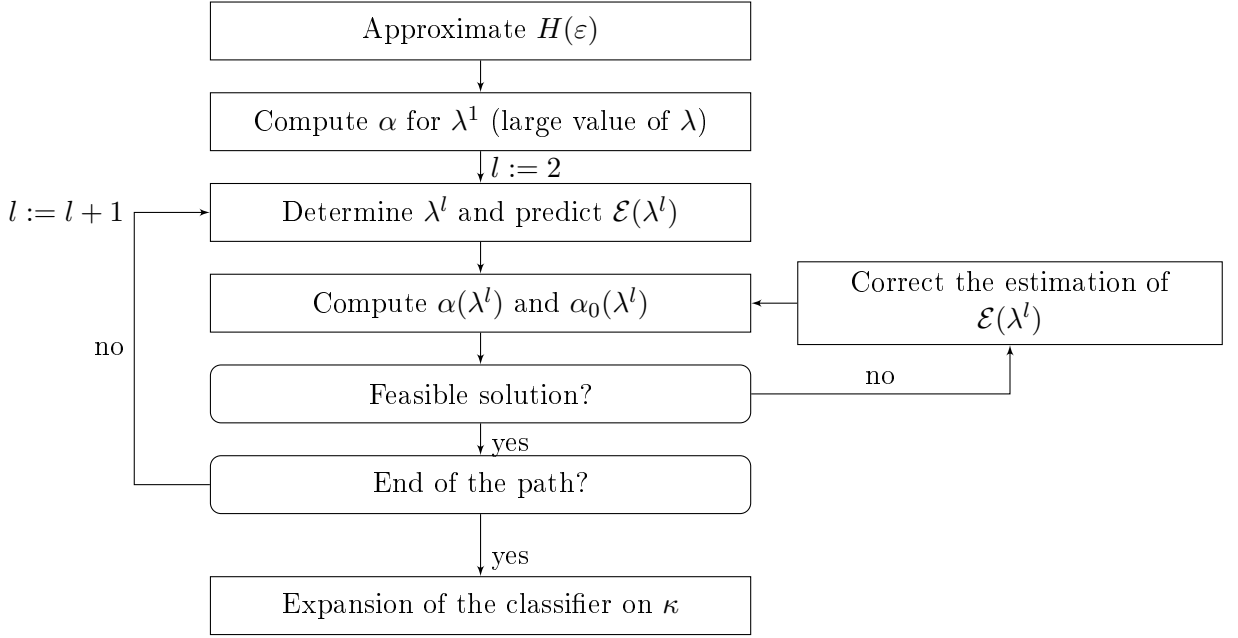 Approximate H(ε)
Compute α for λ¹ (large value of λ)
l := 2
l := l + 1
Determine λˡ and predict ℰ(λˡ)
Compute α(λˡ) and α₀(λˡ)
Correct the estimation of
ℰ(λˡ)
no
Feasible solution?
no
yes
End of the path?
yes
Expansion of the classifier on κ